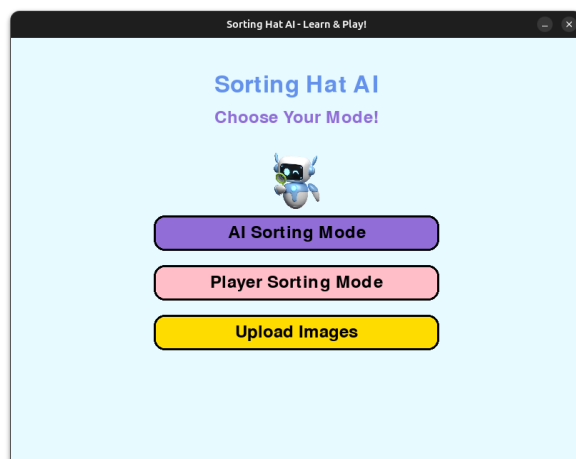 Sorting Hat AI - Learn & Play!
Sorting Hat AI
Choose Your Mode!
AI Sorting Mode
Player Sorting Mode
Upload Images